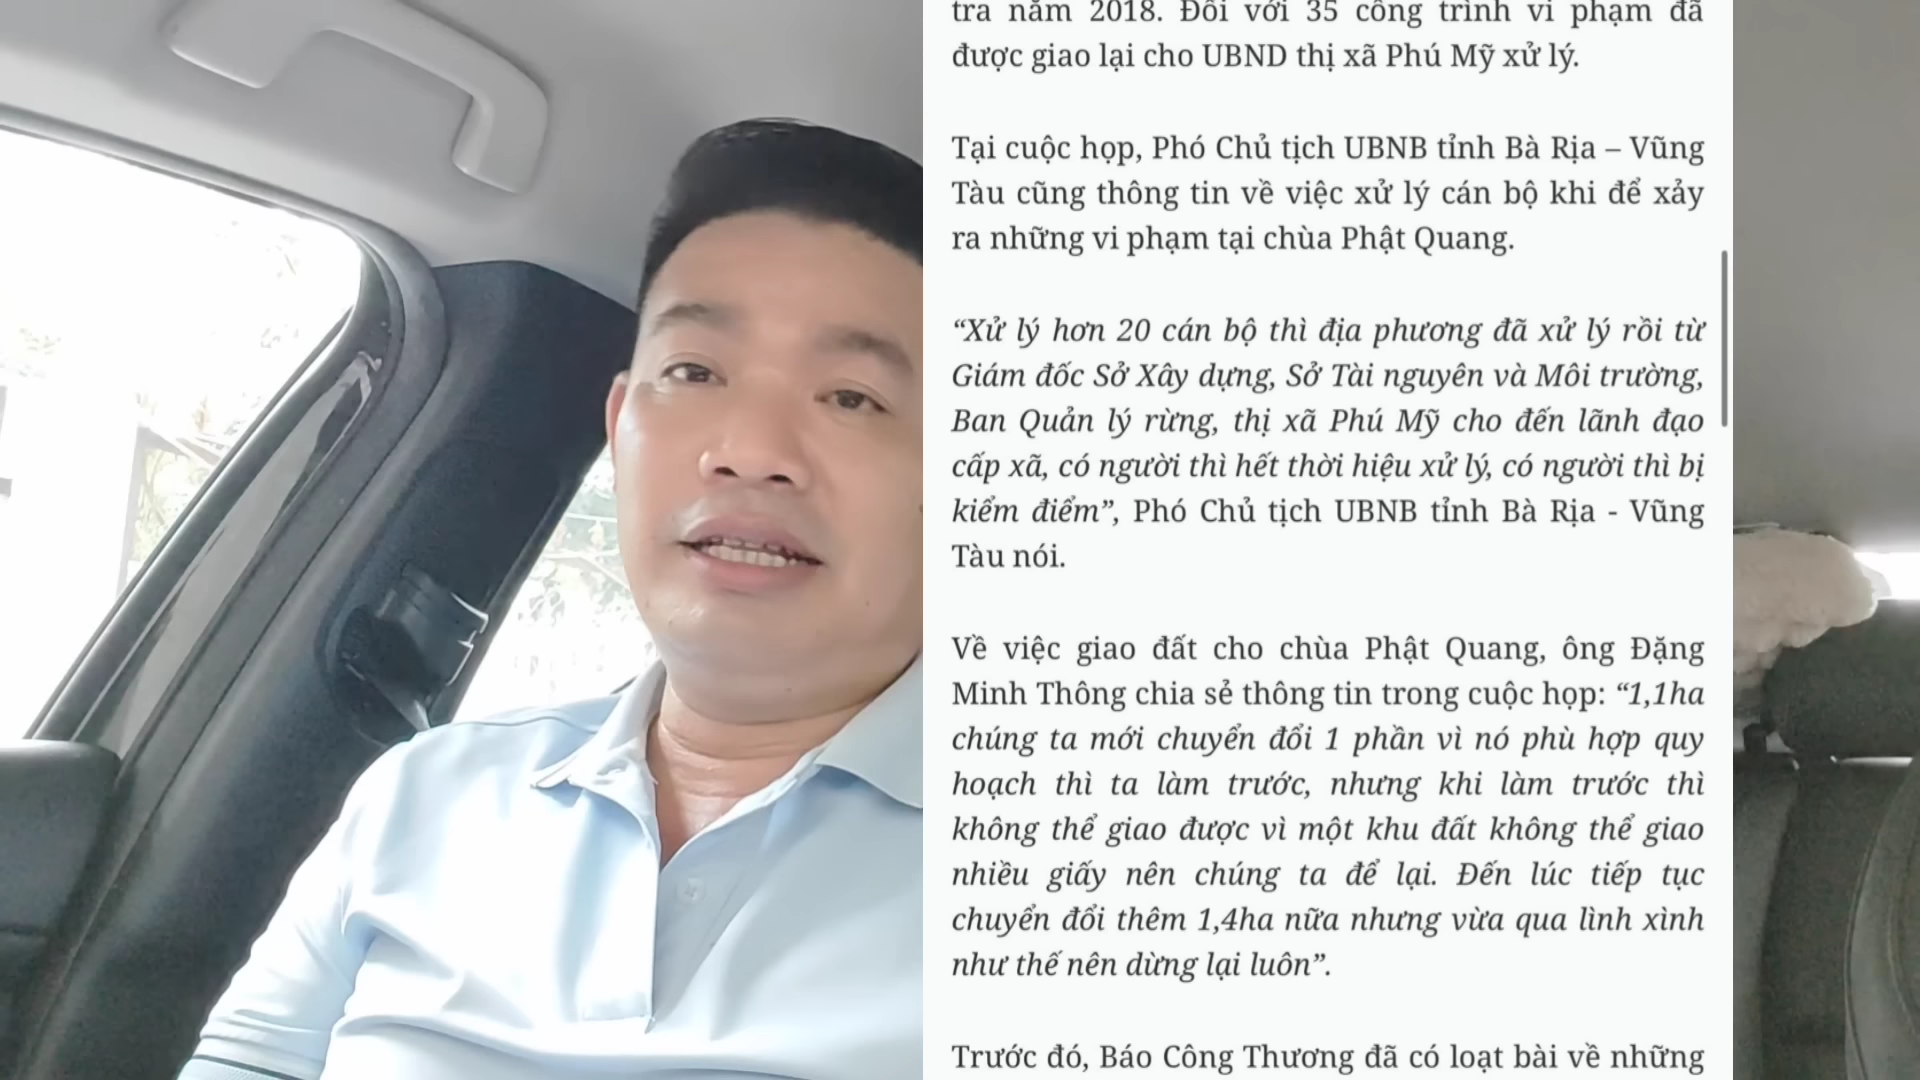 tra năm 2018. Đối với 35 công trình vi phạm đã
được giao lại cho UBND thị xã Phú Mỹ xử lý.
Tại cuộc họp, Phó Chủ tịch UBNB tỉnh Bà Rịa – Vũng
Tàu cũng thông tin về việc xử lý cán bộ khi để xảy
ra những vi phạm tại chùa Phật Quang.
“Xử lý hơn 20 cán bộ thì địa phương đã xử lý rồi từ
Giám đốc Sở Xây dựng, Sở Tài nguyên và Môi trường,
Ban Quản lý rừng, thị xã Phú Mỹ cho đến lãnh đạo
cấp xã, có người thì hết thời hiệu xử lý, có người thì bị
kiểm điểm”, Phó Chủ tịch UBNB tỉnh Bà Rịa - Vũng
Tàu nói.
Về việc giao đất cho chùa Phật Quang, ông Đặng
Minh Thông chia sẻ thông tin trong cuộc họp: “1,1ha
chúng ta mới chuyển đổi 1 phần vì nó phù hợp quy
hoạch thì ta làm trước, nhưng khi làm trước thì
không thể giao được vì một khu đất không thể giao
nhiều giấy nên chúng ta để lại. Đến lúc tiếp tục
chuyển đổi thêm 1,4ha nữa nhưng vừa qua lình xình
như thế nên dừng lại luôn”.
Trước đó, Báo Công Thương đã có loạt bài về những